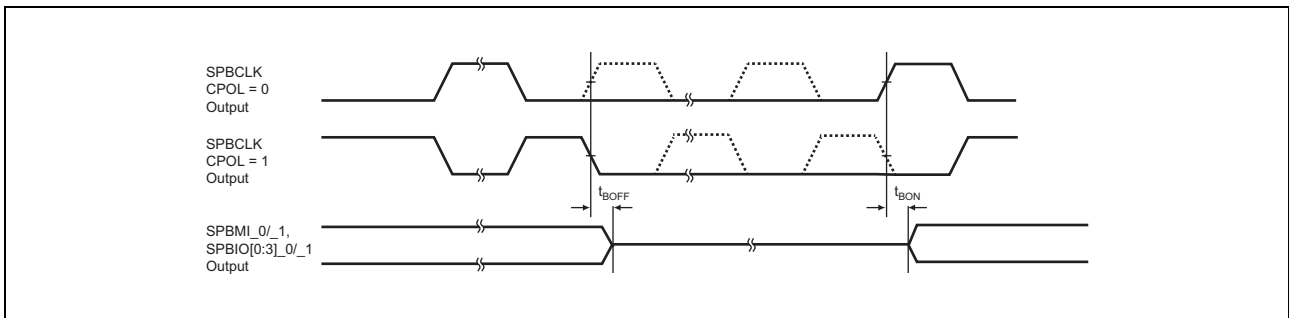 SPBCLK
CPOL = 0
Output
SPBCLK
CPOL = 1
Output
tBOFF
tBON
SPBMI_0/_1,
SPBIO[0:3]_0/_1
Output